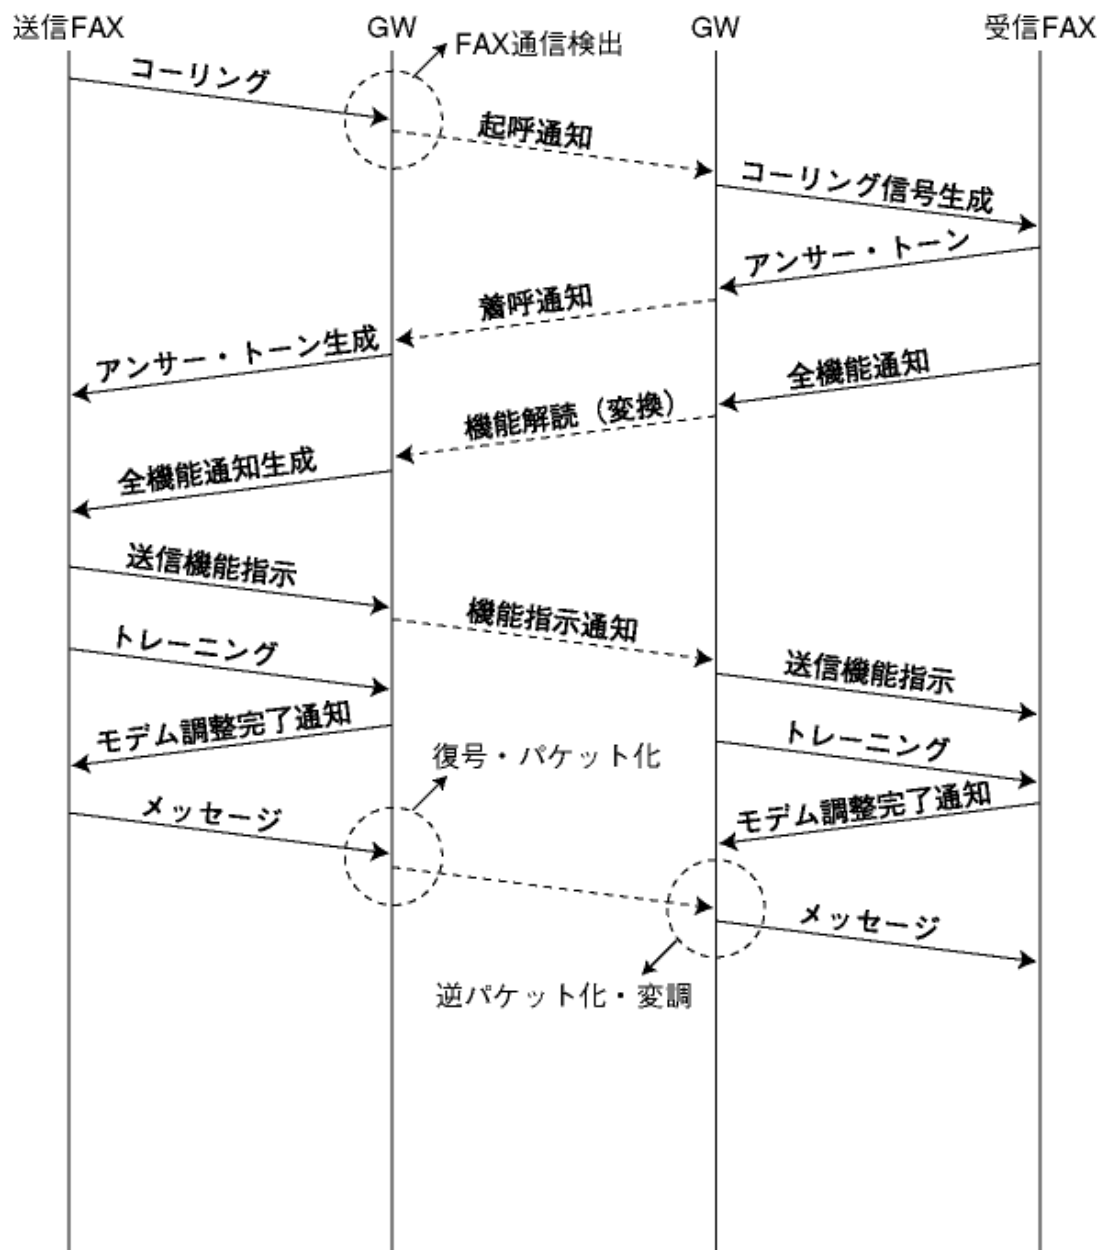 送信FAX
GW
GW
受信FAX
FAX通信検出
コーリング
起呼通知
コーリング信号生成
アンサー・トーン
着呼通知
アンサー・トーン生成
全機能通知
機能解読（変換）
全機能通知生成
送信機能指示
機能指示通知
トレーニング
送信機能指示
モデム調整完了通知
トレーニング
復号・パケット化
メッセージ
モデム調整完了通知
メッセージ
逆パケット化・変調